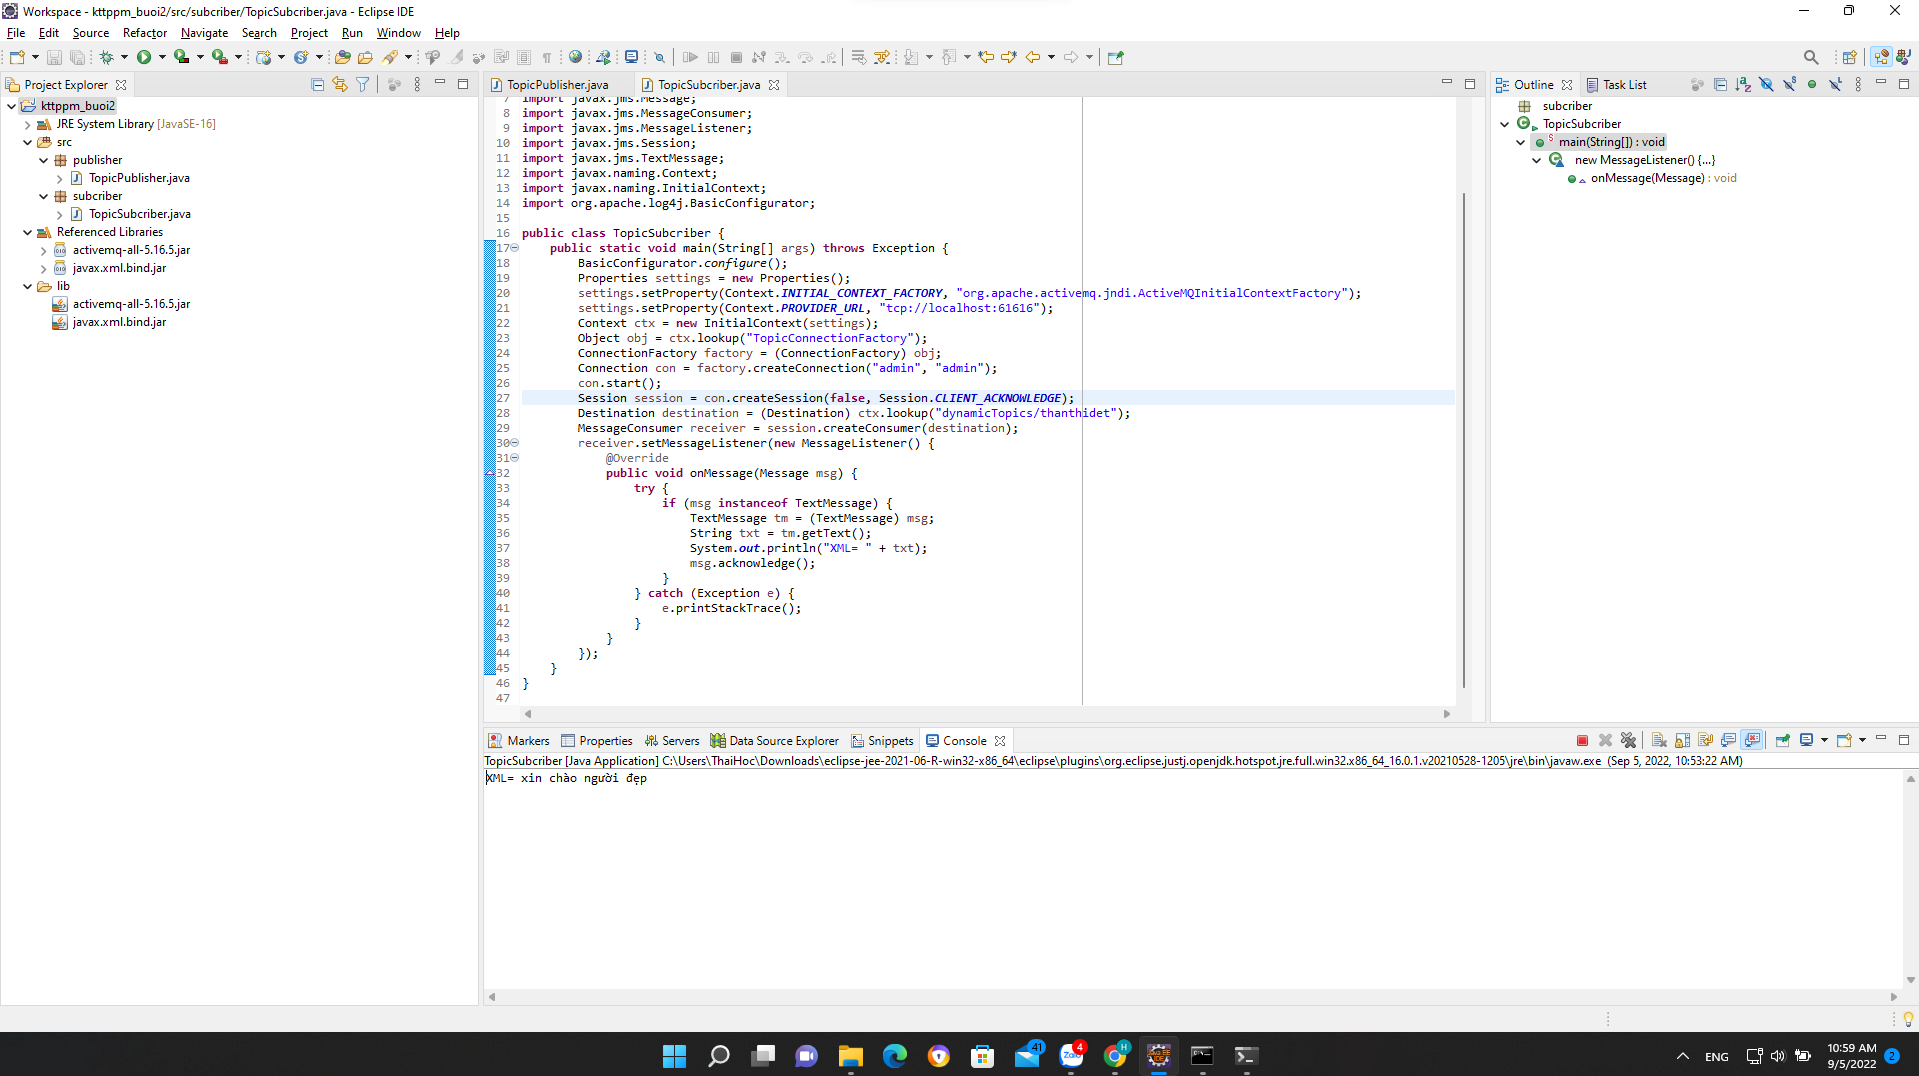 Workspace - kttppm_buoi2/src/subcriber/TopicSubcriber.java - Eclipse IDE
File Edit Source Refactor Navigate Search Project Run Window Help
Project Explorer
kttppm_buoi2
JRE System Library [JavaSE-16]
src
publisher
TopicPublisher.java
subcriber
TopicSubcriber.java
Referenced Libraries
activemq-all-5.16.5.jar
javax.xml.bind.jar
lib
activemq-all-5.16.5.jar
javax.xml.bind.jar
TopicPublisher.java TopicSubcriber.java
7 import javax.jms.Message;
8 import javax.jms.MessageConsumer;
9 import javax.jms.MessageListener;
10 import javax.jms.Session;
11 import javax.jms.TextMessage;
12 import javax.naming.Context;
13 import javax.naming.InitialContext;
14 import org.apache.log4j.BasicConfigurator;
15
16 public class TopicSubcriber {
17 public static void main(String[] args) throws Exception {
18 BasicConfigurator.configure();
19 Properties settings = new Properties();
20 settings.setProperty(Context.INITIAL_CONTEXT_FACTORY, "org.apache.activemq.jndi.ActiveMQInitialContextFactory");
21 settings.setProperty(Context.PROVIDER_URL, "tcp://localhost:61616");
22 Context ctx = new InitialContext(settings);
23 Object obj = ctx.lookup("TopicConnectionFactory");
24 ConnectionFactory factory = (ConnectionFactory) obj;
25 Connection con = factory.createConnection("admin", "admin");
26 con.start();
27 Session session = con.createSession(false, Session.CLIENT_ACKNOWLEDGE);
28 Destination destination = (Destination) ctx.lookup("dynamicTopics/thanthidet");
29 MessageConsumer receiver = session.createConsumer(destination);
30 receiver.setMessageListener(new MessageListener() {
31 @Override
32 public void onMessage(Message msg) {
33 try {
34 if (msg instanceof TextMessage) {
35 TextMessage tm = (TextMessage) msg;
36 String txt = tm.getText();
37 System.out.println("XML= " + txt);
38 msg.acknowledge();
39 }
40 } catch (Exception e) {
41 e.printStackTrace();
42 }
43 }
44 });
45 }
46 }
47
Outline Task List
subcriber
TopicSubcriber
main(String[]) : void
new MessageListener() {...}
onMessage(Message) : void
Markers Properties Servers Data Source Explorer Snippets Console
TopicSubcriber [Java Application] C:\Users\ThaiHoc\Downloads\eclipse-jee-2021-06-R-win32-x86_64\eclipse\plugins\org.eclipse.justj.openjdk.hotspot.jre.full.win32.x86_64_16.0.1.v20210528-1205\jre\bin\javaw.exe (Sep 5, 2022, 10:53:22 AM)
XML= xin chào người đẹp
41
Zalo
4
H
ENG
10:59 AM
9/5/2022
2